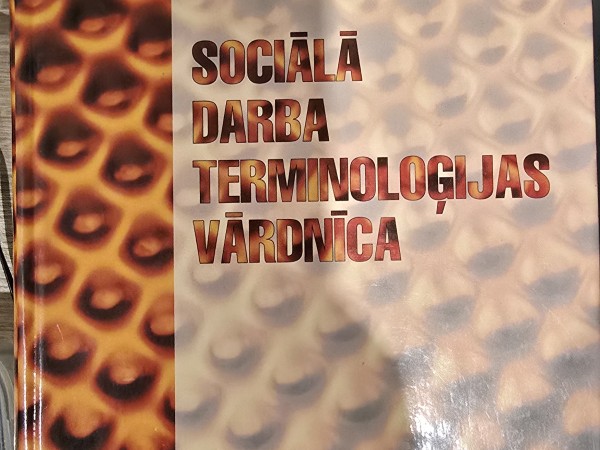 SOCIĀLĀ
DARBA
TERMINOLOĢIJAS
VĀRDNĪCA